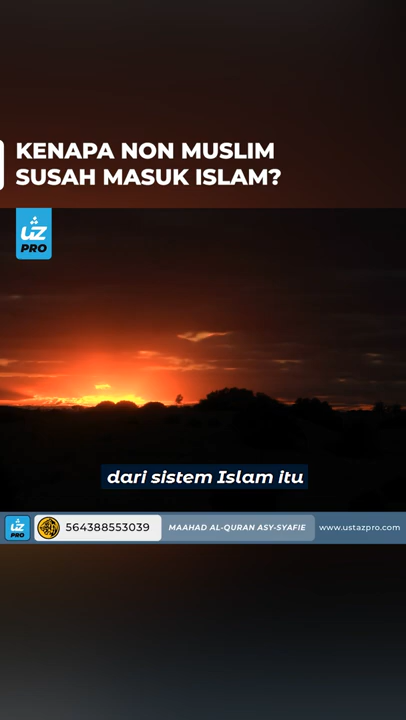 KENAPA NON MUSLIM
SUSAH MASUK ISLAM?
UZ
PRO
dari sistem Islam itu
UZ
PRO
564388553039
MAAHAD AL-QURAN ASY-SYAFIE
www.ustazpro.com